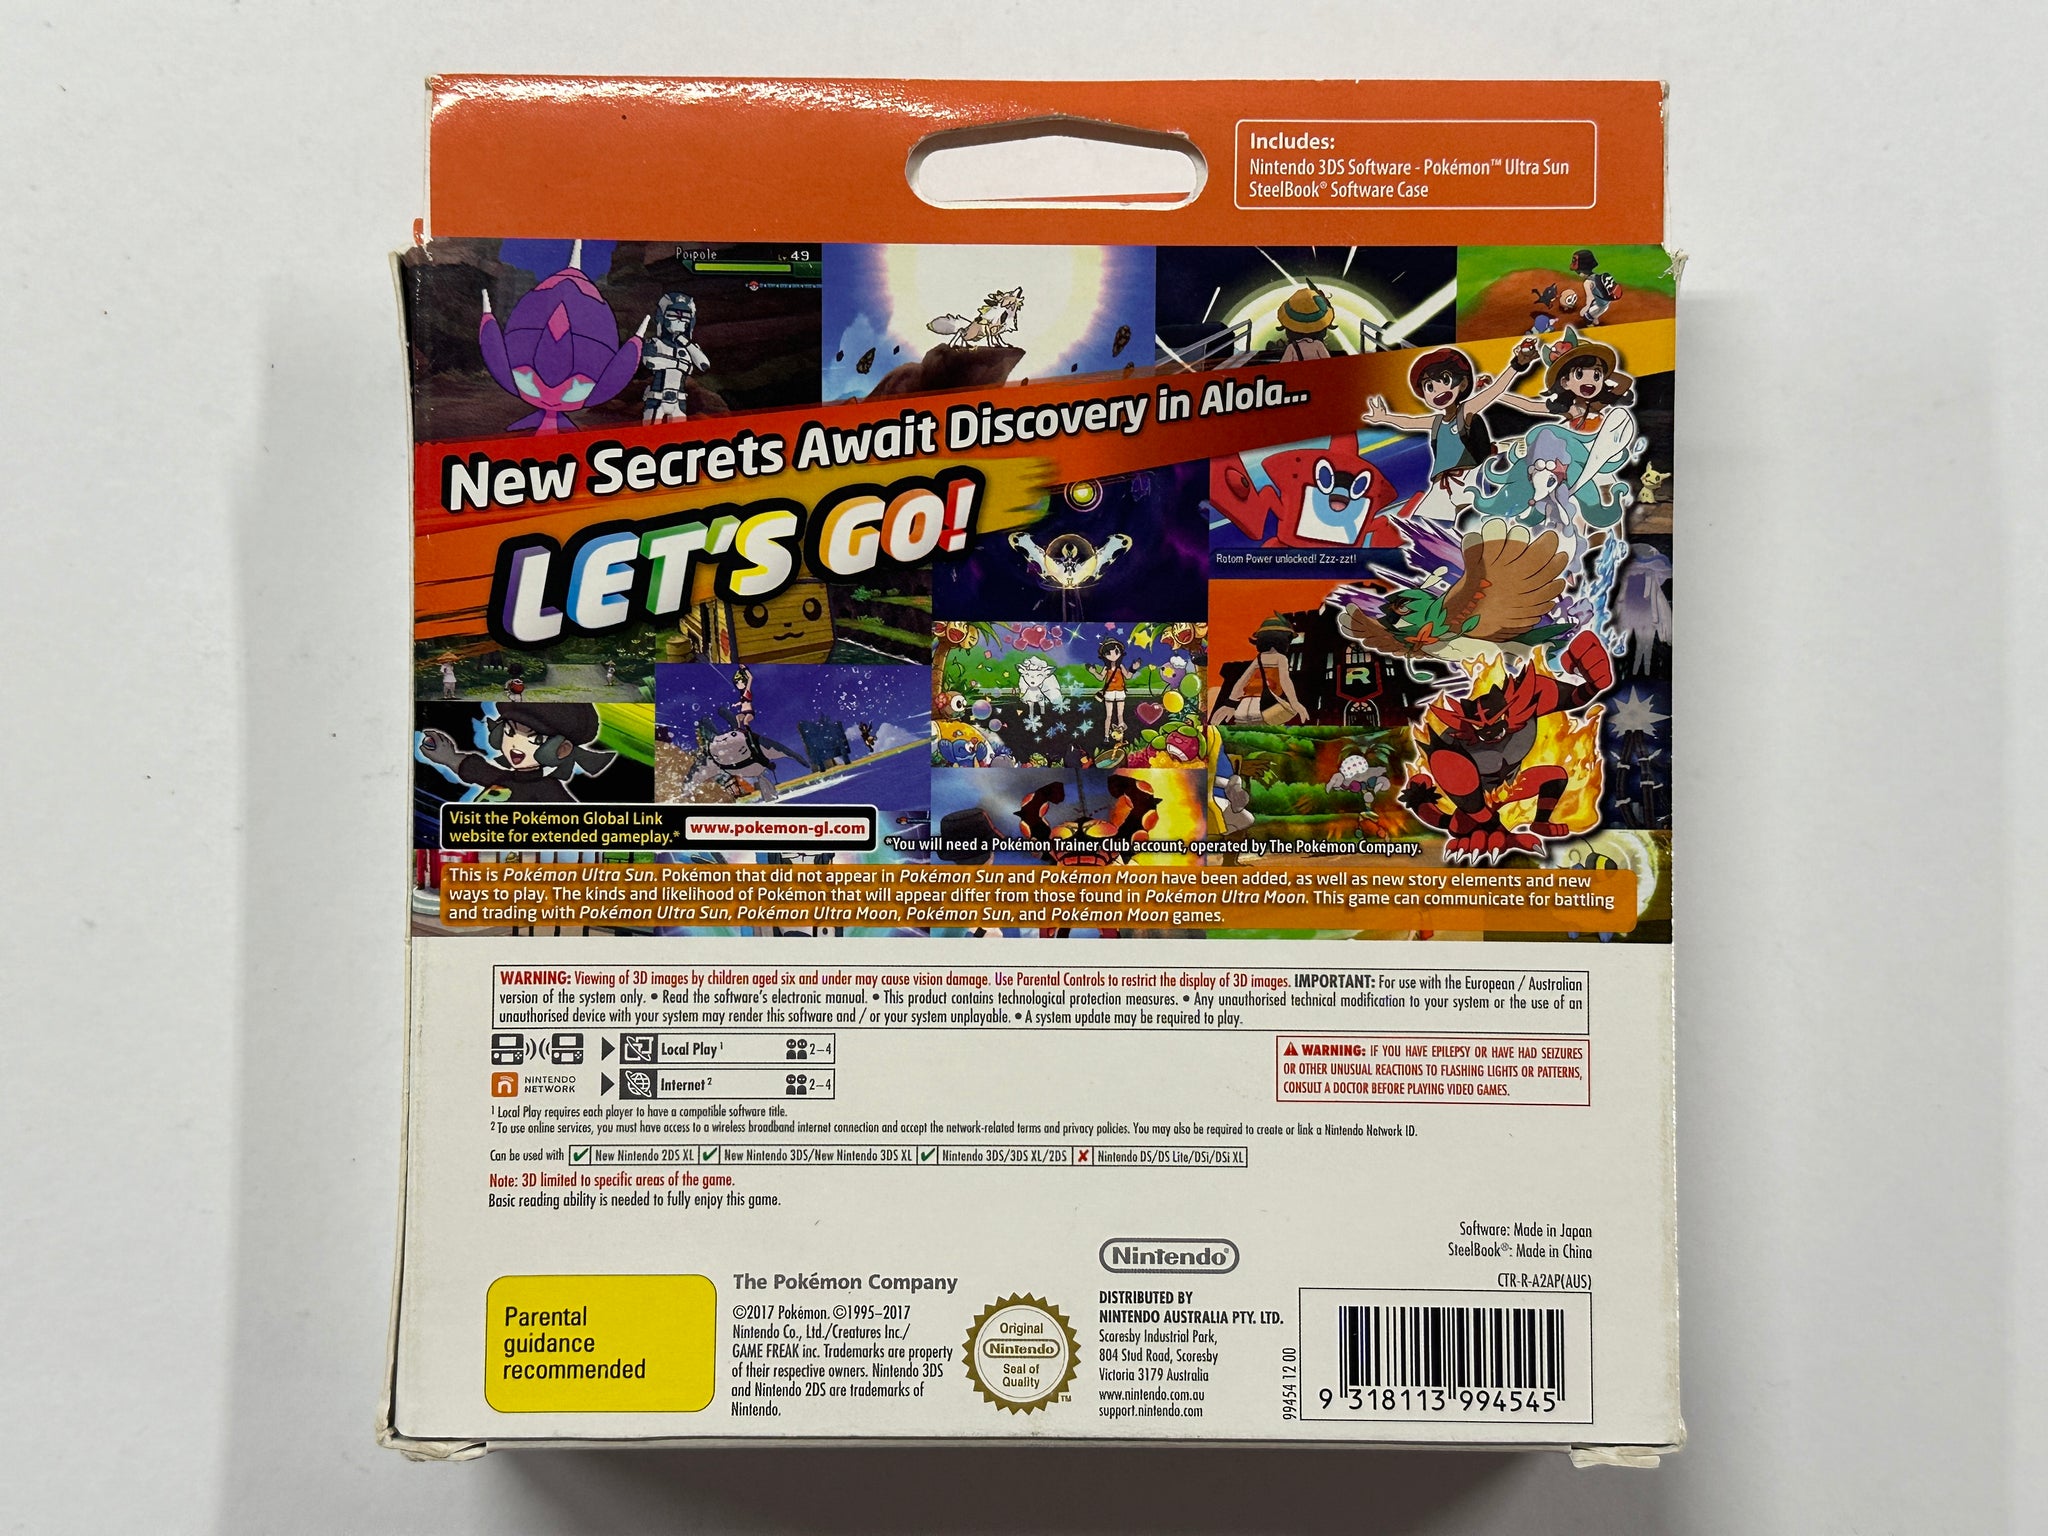 Includes:
Nintendo 3DS Software - Pokémon™ Ultra Sun
SteelBook® Software Case
Poipole Lv. 49
New Secrets Await Discovery in Alola...
LET'S GO!
Rotom Power unlocked! Zzz-zzt!
R
Visit the Pokémon Global Link
website for extended gameplay.*
www.pokemon-gl.com
*You will need a Pokémon Trainer Club account, operated by The Pokémon Company.
This is Pokémon Ultra Sun. Pokémon that did not appear in Pokémon Sun and Pokémon Moon have been added, as well as new story elements and new
ways to play. The kinds and likelihood of Pokémon that will appear differ from those found in Pokémon Ultra Moon. This game can communicate for battling
and trading with Pokémon Ultra Sun, Pokémon Ultra Moon, Pokémon Sun, and Pokémon Moon games.
WARNING: Viewing of 3D images by children aged six and under may cause vision damage. Use Parental Controls to restrict the display of 3D images. IMPORTANT: For use with the European / Australian
version of the system only. • Read the software's electronic manual. • This product contains technological protection measures. • Any unauthorised technical modification to your system or the use of an
unauthorised device with your system may render this software and / or your system unplayable. • A system update may be required to play.
Local Play¹ 2–4
NINTENDO
NETWORK
Internet² 2–4
⚠ WARNING: IF YOU HAVE EPILEPSY OR HAVE HAD SEIZURES
OR OTHER UNUSUAL REACTIONS TO FLASHING LIGHTS OR PATTERNS,
CONSULT A DOCTOR BEFORE PLAYING VIDEO GAMES.
¹ Local Play requires each player to have a compatible software title.
² To use online services, you must have access to a wireless broadband internet connection and accept the network-related terms and privacy policies. You may also be required to create or link a Nintendo Network ID.
Can be used with ✔ New Nintendo 2DS XL ✔ New Nintendo 3DS/New Nintendo 3DS XL ✔ Nintendo 3DS/3DS XL/2DS ✘ Nintendo DS/DS Lite/DSi/DSi XL
Note: 3D limited to specific areas of the game.
Basic reading ability is needed to fully enjoy this game.
Software: Made in Japan
SteelBook®: Made in China
CTR-R-A2AP(AUS)
Parental
guidance
recommended
The Pokémon Company
©2017 Pokémon. ©1995–2017
Nintendo Co., Ltd./Creatures Inc./
GAME FREAK inc. Trademarks are property
of their respective owners. Nintendo 3DS
and Nintendo 2DS are trademarks of
Nintendo.
Original
Nintendo
Seal of
Quality
TM
Nintendo®
DISTRIBUTED BY
NINTENDO AUSTRALIA PTY. LTD.
Scoresby Industrial Park,
804 Stud Road, Scoresby
Victoria 3179 Australia
www.nintendo.com.au
support.nintendo.com
99454 12 00
9 318113 994545